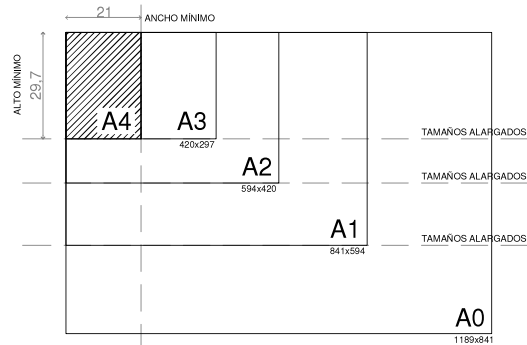 21
ANCHO MÍNIMO
ALTO MÍNIMO
29,7
A4
A3
420x297
TAMAÑOS ALARGADOS
A2
594x420
TAMAÑOS ALARGADOS
A1
841x594
TAMAÑOS ALARGADOS
A0
1189x841